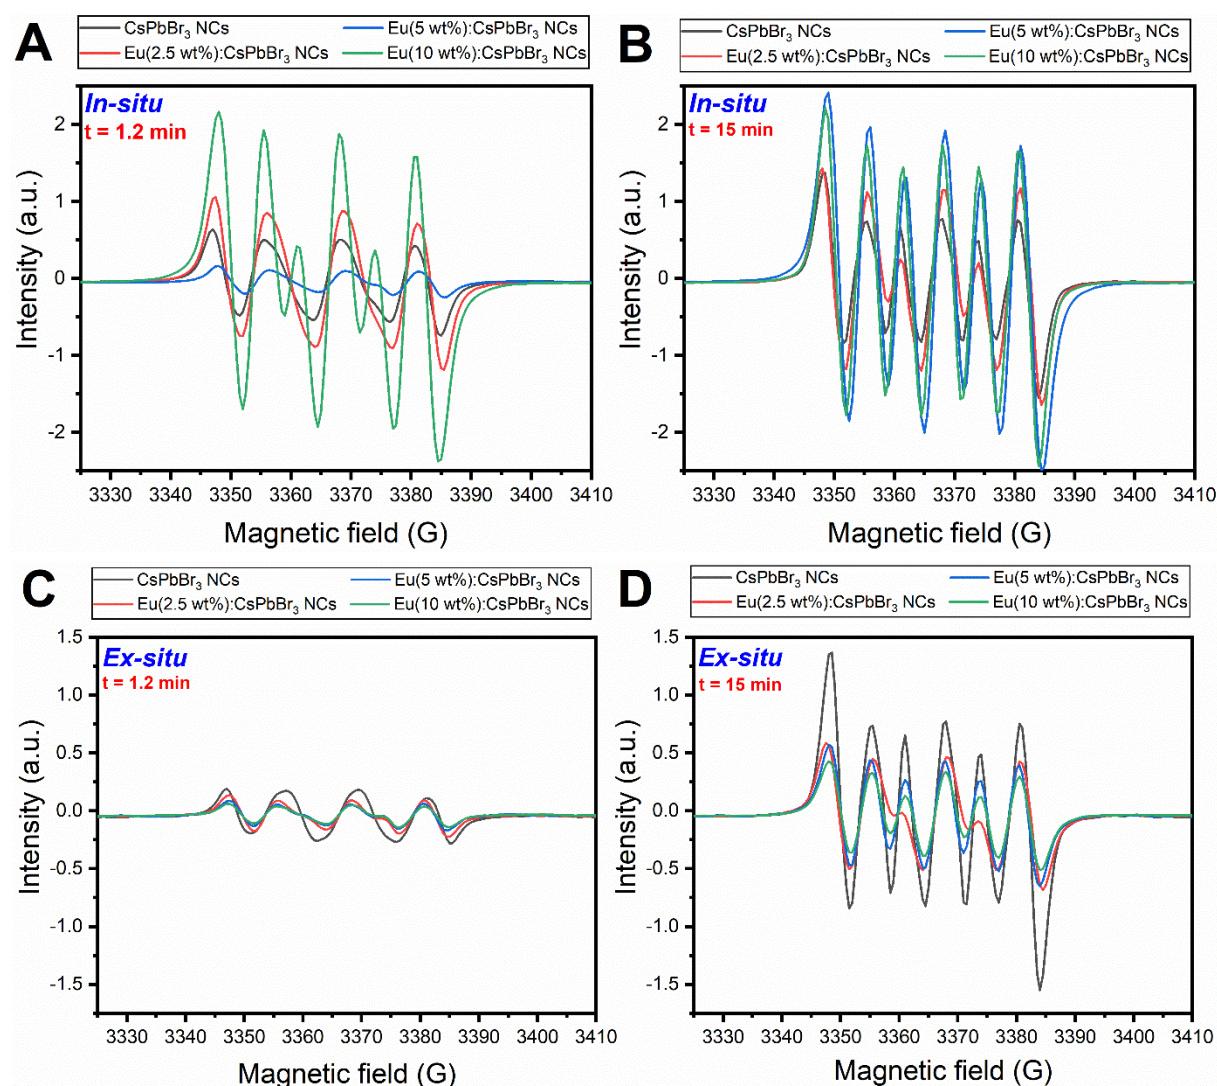 A
CsPbBr₃ NCs Eu(5 wt%):CsPbBr₃ NCs
Eu(2.5 wt%):CsPbBr₃ NCs Eu(10 wt%):CsPbBr₃ NCs
In-situ
t = 1.2 min
2
1
0
-1
-2
Intensity (a.u.)
3330 3340 3350 3360 3370 3380 3390 3400 3410
Magnetic field (G)
B
CsPbBr₃ NCs Eu(5 wt%):CsPbBr₃ NCs
Eu(2.5 wt%):CsPbBr₃ NCs Eu(10 wt%):CsPbBr₃ NCs
In-situ
t = 15 min
2
1
0
-1
-2
Intensity (a.u.)
3330 3340 3350 3360 3370 3380 3390 3400 3410
Magnetic field (G)
C
CsPbBr₃ NCs Eu(5 wt%):CsPbBr₃ NCs
Eu(2.5 wt%):CsPbBr₃ NCs Eu(10 wt%):CsPbBr₃ NCs
Ex-situ
t = 1.2 min
1.5
1.0
0.5
0.0
-0.5
-1.0
-1.5
Intensity (a.u.)
3330 3340 3350 3360 3370 3380 3390 3400 3410
Magnetic field (G)
D
CsPbBr₃ NCs Eu(5 wt%):CsPbBr₃ NCs
Eu(2.5 wt%):CsPbBr₃ NCs Eu(10 wt%):CsPbBr₃ NCs
Ex-situ
t = 15 min
1.5
1.0
0.5
0.0
-0.5
-1.0
-1.5
Intensity (a.u.)
3330 3340 3350 3360 3370 3380 3390 3400 3410
Magnetic field (G)